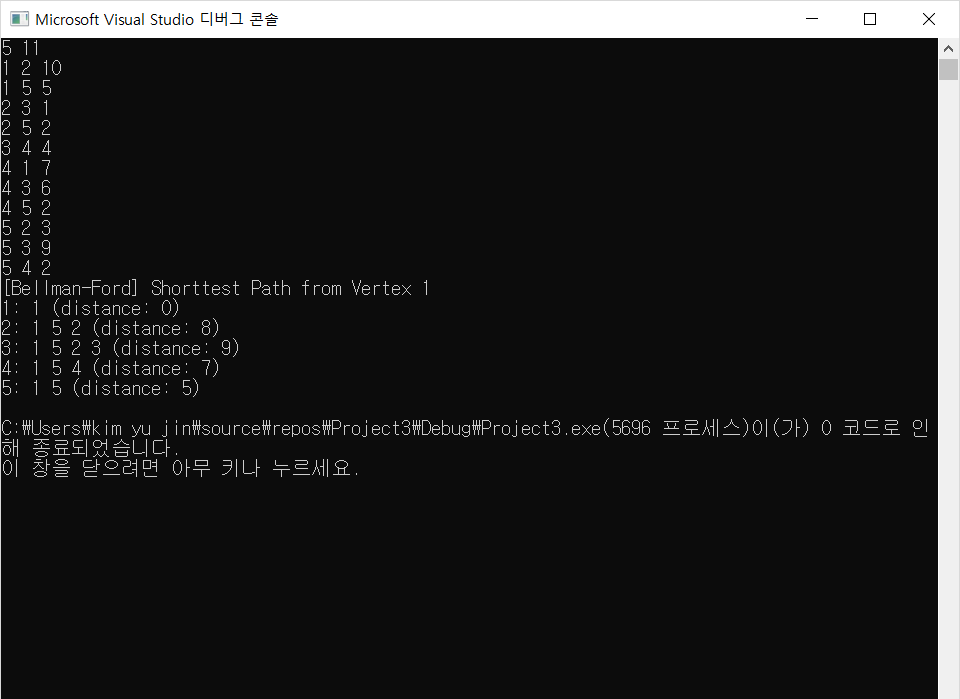 Microsoft Visual Studio 디버그 콘솔
5 11
1 2 10
1 5 5
2 3 1
2 5 2
3 4 4
4 1 7
4 3 6
4 5 2
5 2 3
5 3 9
5 4 2
[Bellman-Ford] Shorttest Path from Vertex 1
1: 1 (distance: 0)
2: 1 5 2 (distance: 8)
3: 1 5 2 3 (distance: 9)
4: 1 5 4 (distance: 7)
5: 1 5 (distance: 5)
C:₩Users₩kim yu jin₩source₩repos₩Project3₩Debug₩Project3.exe(5696 프로세스)이(가) 0 코드로 인
해 종료되었습니다.
이 창을 닫으려면 아무 키나 누르세요.